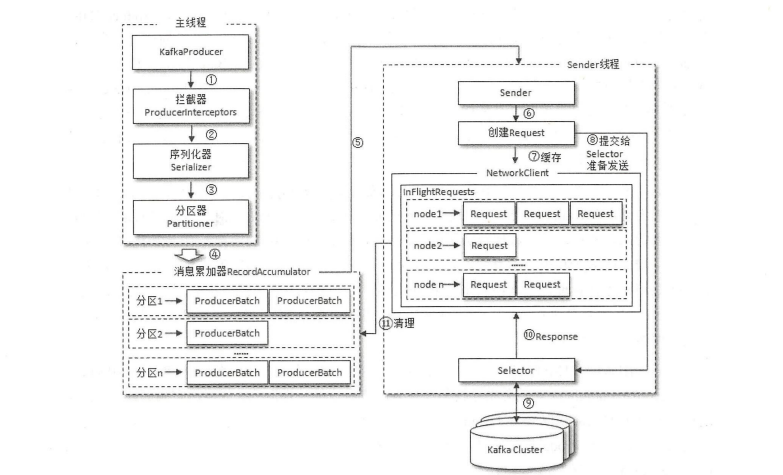 主线程
KafkaProducer
①
拦截器
ProducerInterceptors
②
序列化器
Serializer
③
分区器
Partitioner
④
消息累加器RecordAccumulator
分区1
ProducerBatch
ProducerBatch
分区2
ProducerBatch
......
分区n
ProducerBatch
ProducerBatch
⑤
Sender线程
Sender
⑥
创建Request
⑦缓存
⑧提交给
Selector
准备发送
NetworkClient
InFlightRequests
node1
Request
Request
Request
node2
Request
......
node n
Request
Request
⑪清理
⑩Response
Selector
⑨
Kafka Cluster